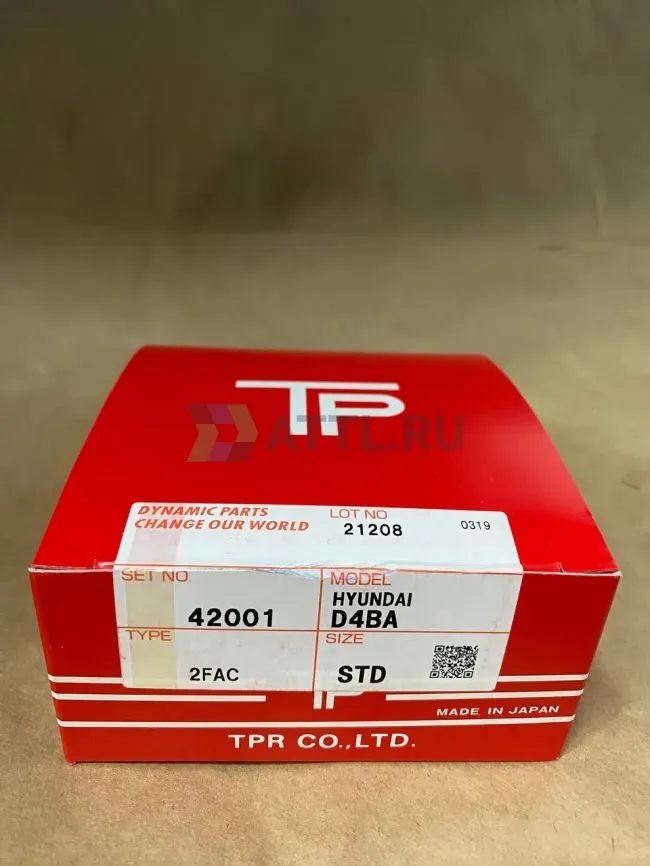 TP
ATTL.RU
DYNAMIC PARTS
CHANGE OUR WORLD
LOT NO
21208
0319
SET NO
42001
MODEL
HYUNDAI
D4BA
TYPE
2FAC
SIZE
STD
TP
MADE IN JAPAN
TPR CO.,LTD.